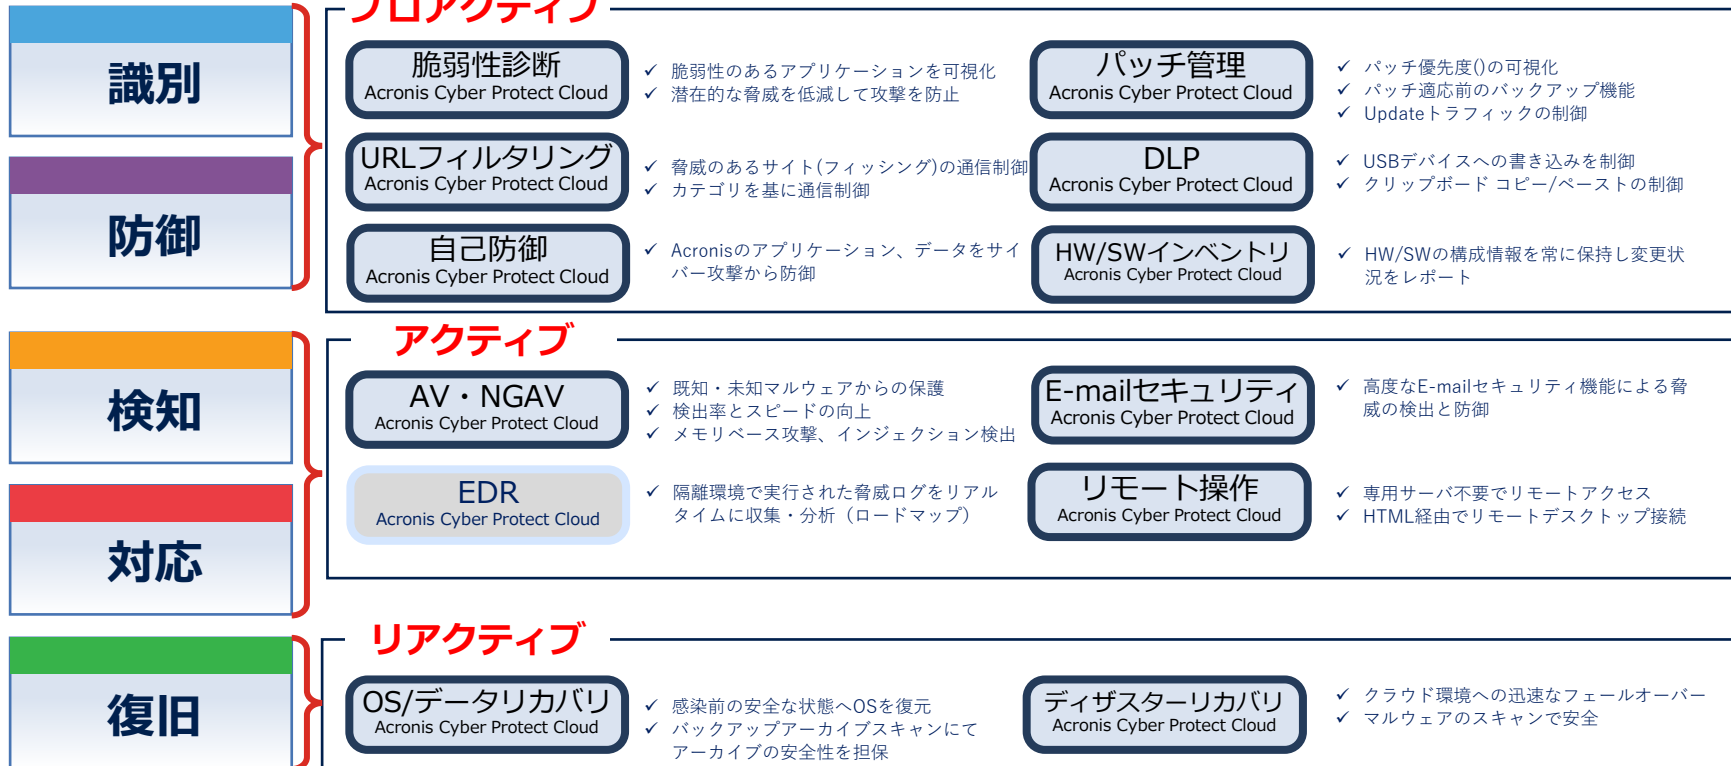 プロアクティブ
識別
防御
脆弱性診断
Acronis Cyber Protect Cloud
✓ 脆弱性のあるアプリケーションを可視化
✓ 潜在的な脅威を低減して攻撃を防止
パッチ管理
Acronis Cyber Protect Cloud
✓ パッチ優先度()の可視化
✓ パッチ適応前のバックアップ機能
✓ Updateトラフィックの制御
URLフィルタリング
Acronis Cyber Protect Cloud
✓ 脅威のあるサイト(フィッシング)の通信制御
✓ カテゴリを基に通信制御
DLP
Acronis Cyber Protect Cloud
✓ USBデバイスへの書き込みを制御
✓ クリップボード コピー/ペーストの制御
自己防御
Acronis Cyber Protect Cloud
✓ Acronisのアプリケーション、データをサイ
バー攻撃から防御
HW/SWインベントリ
Acronis Cyber Protect Cloud
✓ HW/SWの構成情報を常に保持し変更状
況をレポート
アクティブ
検知
対応
AV・NGAV
Acronis Cyber Protect Cloud
✓ 既知・未知マルウェアからの保護
✓ 検出率とスピードの向上
✓ メモリベース攻撃、インジェクション検出
E-mailセキュリティ
Acronis Cyber Protect Cloud
✓ 高度なE-mailセキュリティ機能による脅
威の検出と防御
EDR
Acronis Cyber Protect Cloud
✓ 隔離環境で実行された脅威ログをリアル
タイムに収集・分析（ロードマップ）
リモート操作
Acronis Cyber Protect Cloud
✓ 専用サーバ不要でリモートアクセス
✓ HTML経由でリモートデスクトップ接続
リアクティブ
復旧
OS/データリカバリ
Acronis Cyber Protect Cloud
✓ 感染前の安全な状態へOSを復元
✓ バックアップアーカイブスキャンにて
アーカイブの安全性を担保
ディザスターリカバリ
Acronis Cyber Protect Cloud
✓ クラウド環境への迅速なフェールオーバー
✓ マルウェアのスキャンで安全